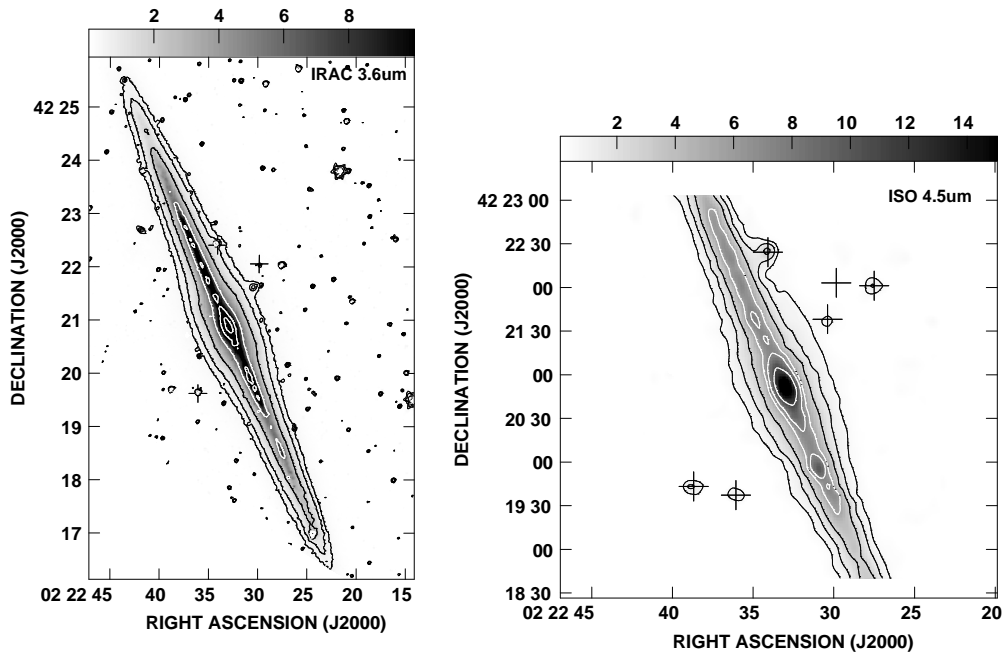 2 4 6 8
IRAC 3.6um
42 25
24
23
22
21
20
19
18
17
DECLINATION (J2000)
02 22 45 40 35 30 25 20 15
RIGHT ASCENSION (J2000)
2 4 6 8 10 12 14
ISO 4.5um
42 23 00
22 30
00
21 30
00
20 30
00
19 30
00
18 30
DECLINATION (J2000)
02 22 45 40 35 30 25 20
RIGHT ASCENSION (J2000)